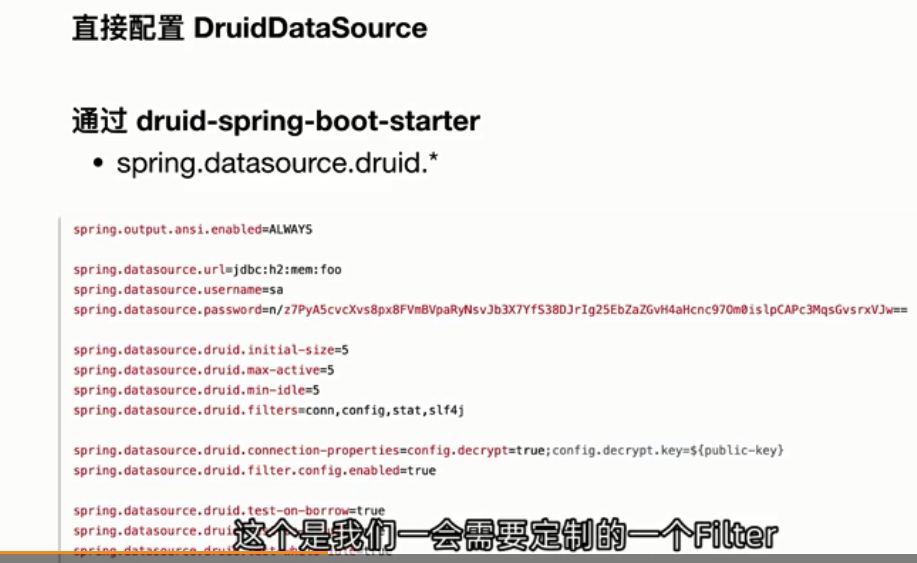 直接配置 DruidDataSource
通过 druid-spring-boot-starter
• spring.datasource.druid.*
spring.output.ansi.enabled=ALWAYS
spring.datasource.url=jdbc:h2:mem:foo
spring.datasource.username=sa
spring.datasource.password=n/z7PyA5cvcXvs8px8FVmBVpaRyNsvJb3X7YfS38DJrIg25EbZaZGvH4aHcnc97Om0islpCAPc3MqsGvsrxVJw==
spring.datasource.druid.initial-size=5
spring.datasource.druid.max-active=5
spring.datasource.druid.min-idle=5
spring.datasource.druid.filters=conn,config,stat,slf4j
spring.datasource.druid.connection-properties=config.decrypt=true;config.decrypt.key=${public-key}
spring.datasource.druid.filter.config.enabled=true
spring.datasource.druid.test-on-borrow=true
spring.datasource.drui
这个是我们一会需要定制的一个Filter